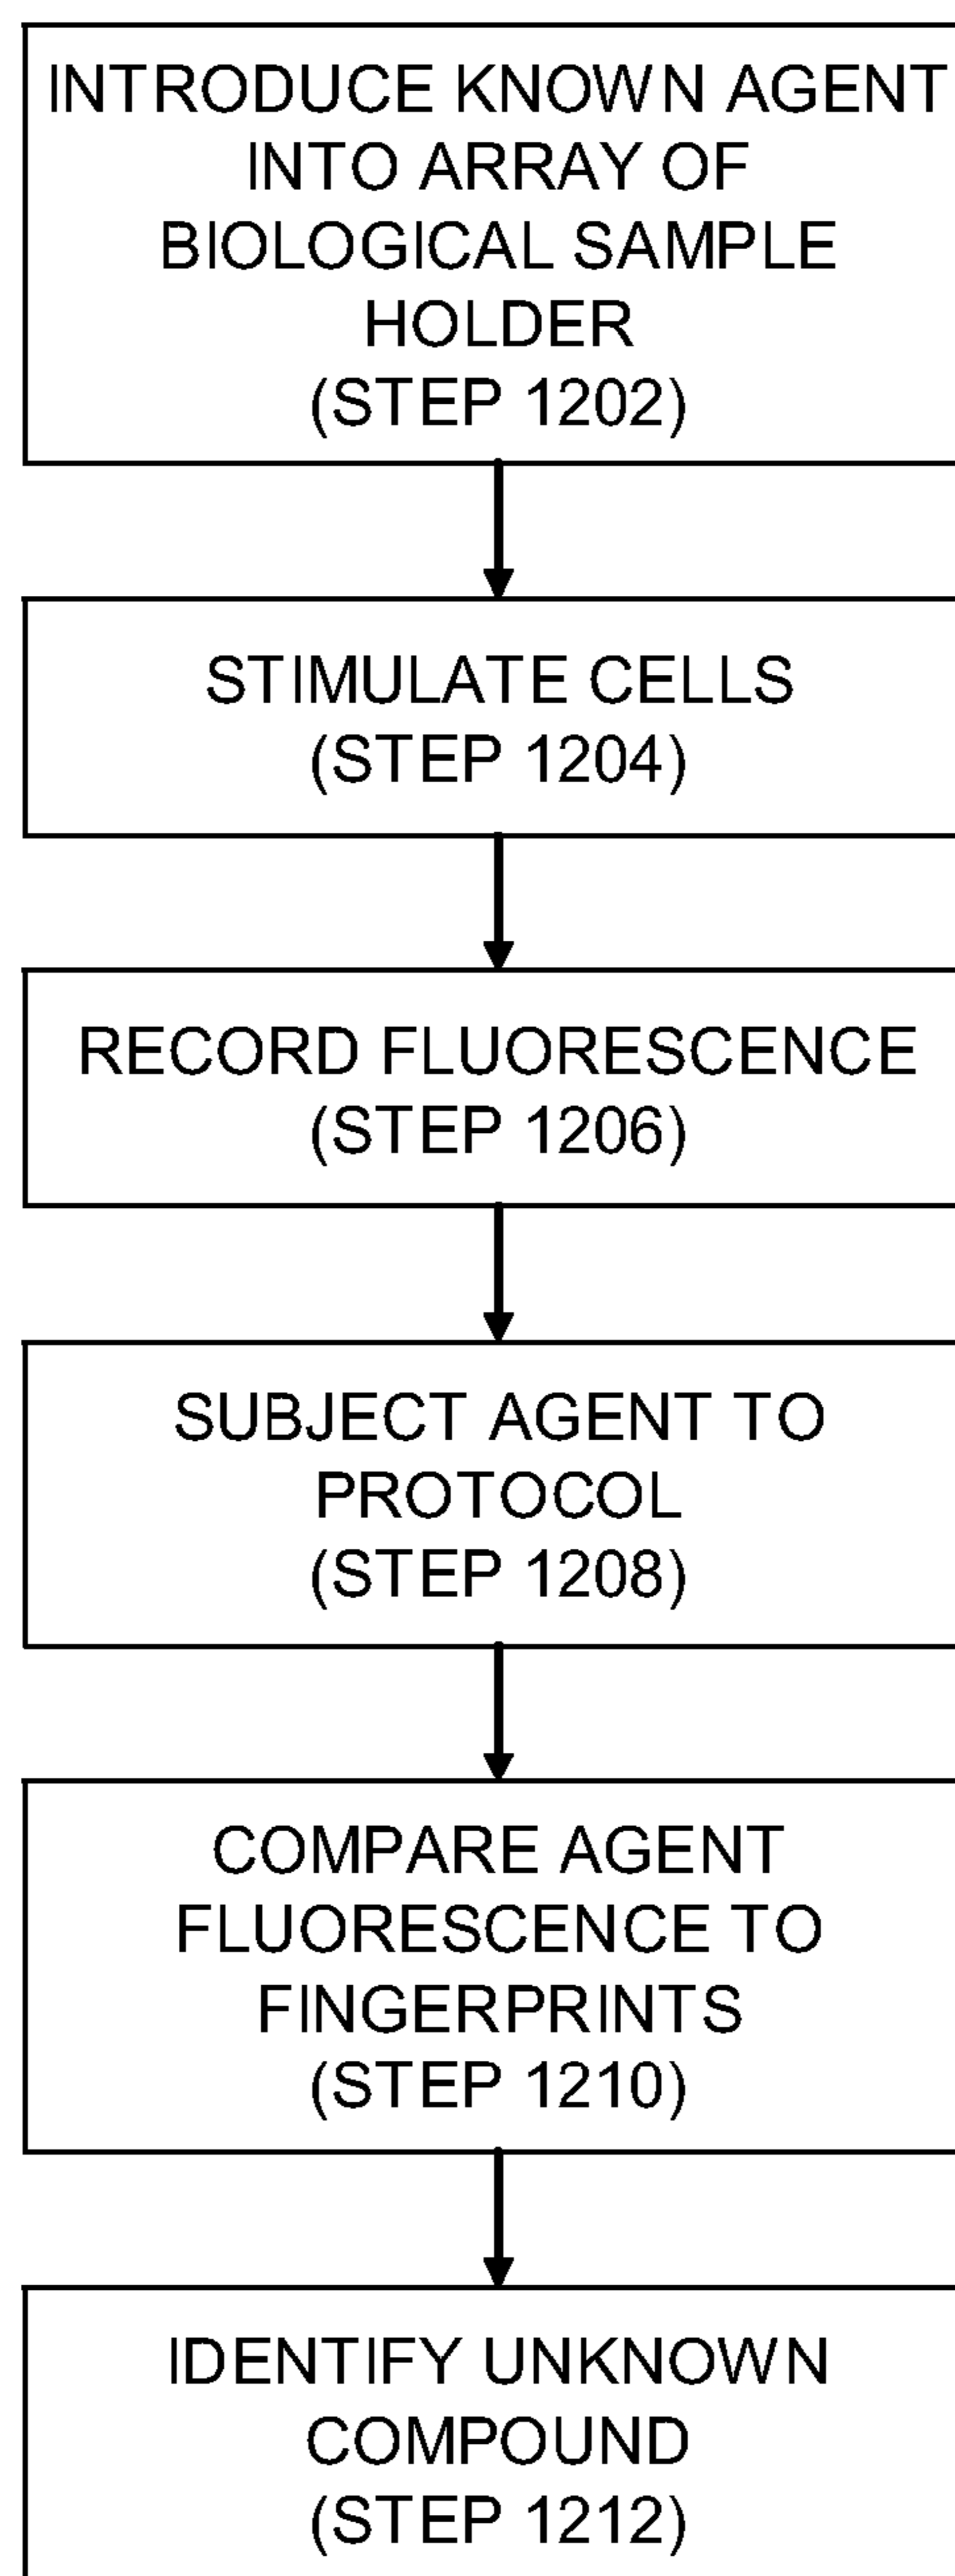 INTRODUCE KNOWN AGENT
INTO ARRAY OF
BIOLOGICAL SAMPLE
HOLDER
(STEP 1202)
STIMULATE CELLS
(STEP 1204)
RECORD FLUORESCENCE
(STEP 1206)
SUBJECT AGENT TO
PROTOCOL
(STEP 1208)
COMPARE AGENT
FLUORESCENCE TO
FINGERPRINTS
(STEP 1210)
IDENTIFY UNKNOWN
COMPOUND
(STEP 1212)